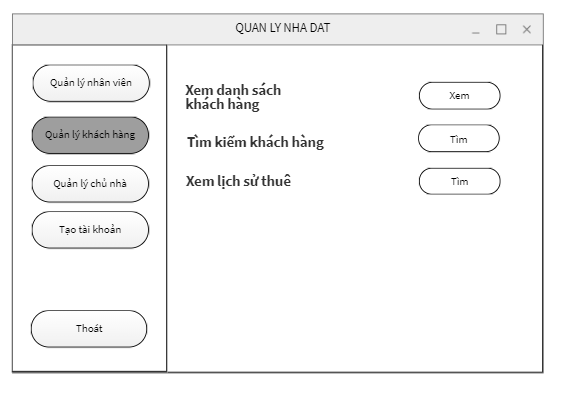 QUAN LY NHA DAT
Quản lý nhân viên
Quản lý khách hàng
Quản lý chủ nhà
Tạo tài khoản
Thoát
Xem danh sách
khách hàng
Xem
Tìm kiếm khách hàng
Tìm
Xem lịch sử thuê
Tìm